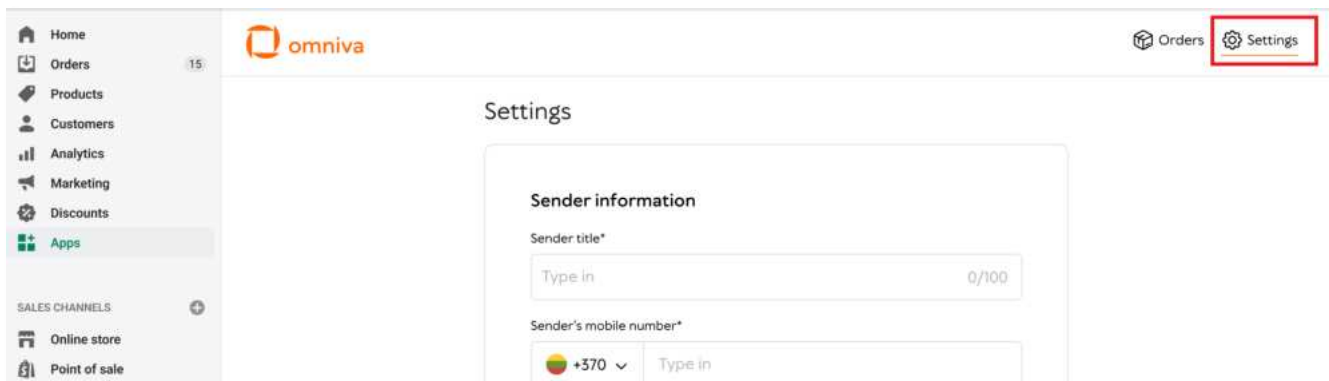 Home
Orders 15
Products
Customers
Analytics
Marketing
Discounts
Apps
SALES CHANNELS
Online store
Point of sale
omniva
Orders Settings
Settings
Sender information
Sender title*
Type in 0/100
Sender's mobile number*
+370 Type in